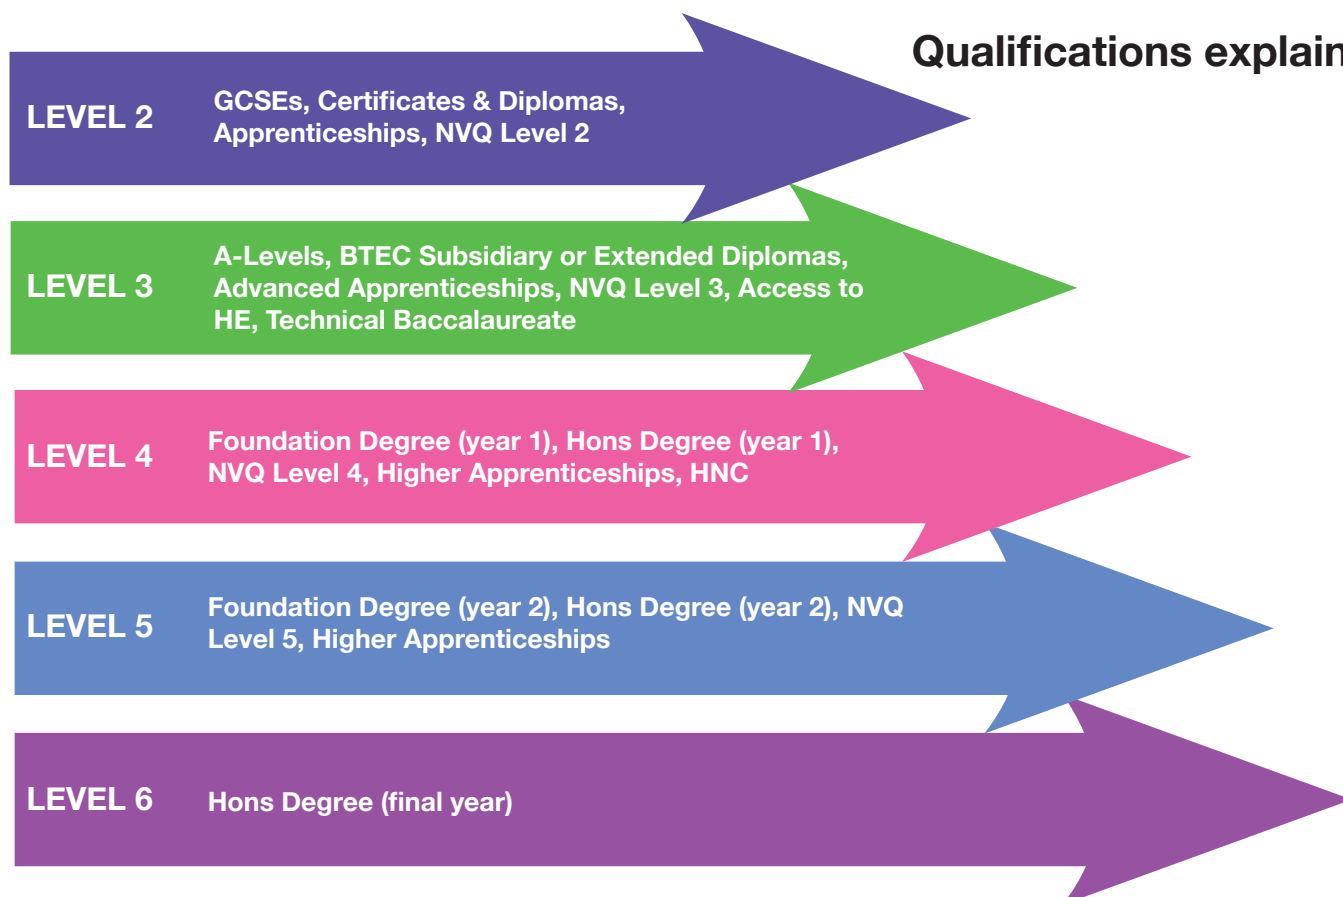 Qualifications explain
LEVEL 2
GCSEs, Certificates & Diplomas,
Apprenticeships, NVQ Level 2
LEVEL 3
A-Levels, BTEC Subsidiary or Extended Diplomas,
Advanced Apprenticeships, NVQ Level 3, Access to
HE, Technical Baccalaureate
LEVEL 4
Foundation Degree (year 1), Hons Degree (year 1),
NVQ Level 4, Higher Apprenticeships, HNC
LEVEL 5
Foundation Degree (year 2), Hons Degree (year 2), NVQ
Level 5, Higher Apprenticeships
LEVEL 6
Hons Degree (final year)